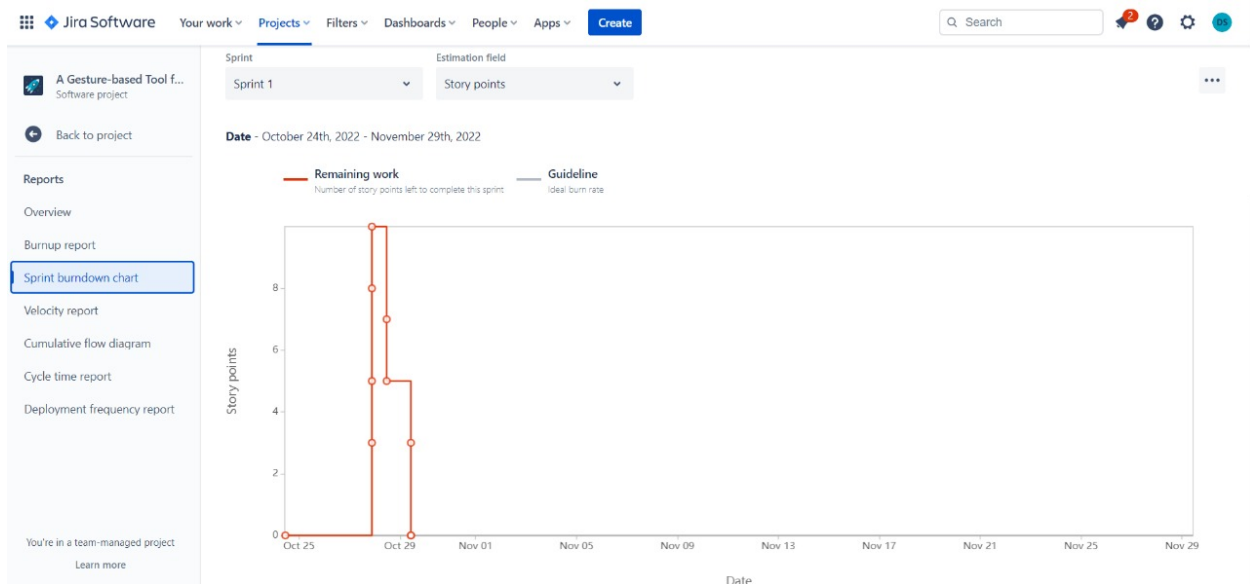 Jira Software Your work Projects Filters Dashboards People Apps Create Search 2 DS
A Gesture-based Tool f...
Software project
Back to project
Reports
Overview
Burnup report
Sprint burndown chart
Velocity report
Cumulative flow diagram
Cycle time report
Deployment frequency report
You're in a team-managed project
Learn more
Sprint Estimation field
Sprint 1 Story points
Date - October 24th, 2022 - November 29th, 2022
Remaining work Guideline
Number of story points left to complete this sprint Ideal burn rate
Story points
8
6
4
2
0
Oct 25 Oct 29 Nov 01 Nov 05 Nov 09 Nov 13 Nov 17 Nov 21 Nov 25 Nov 29
Date